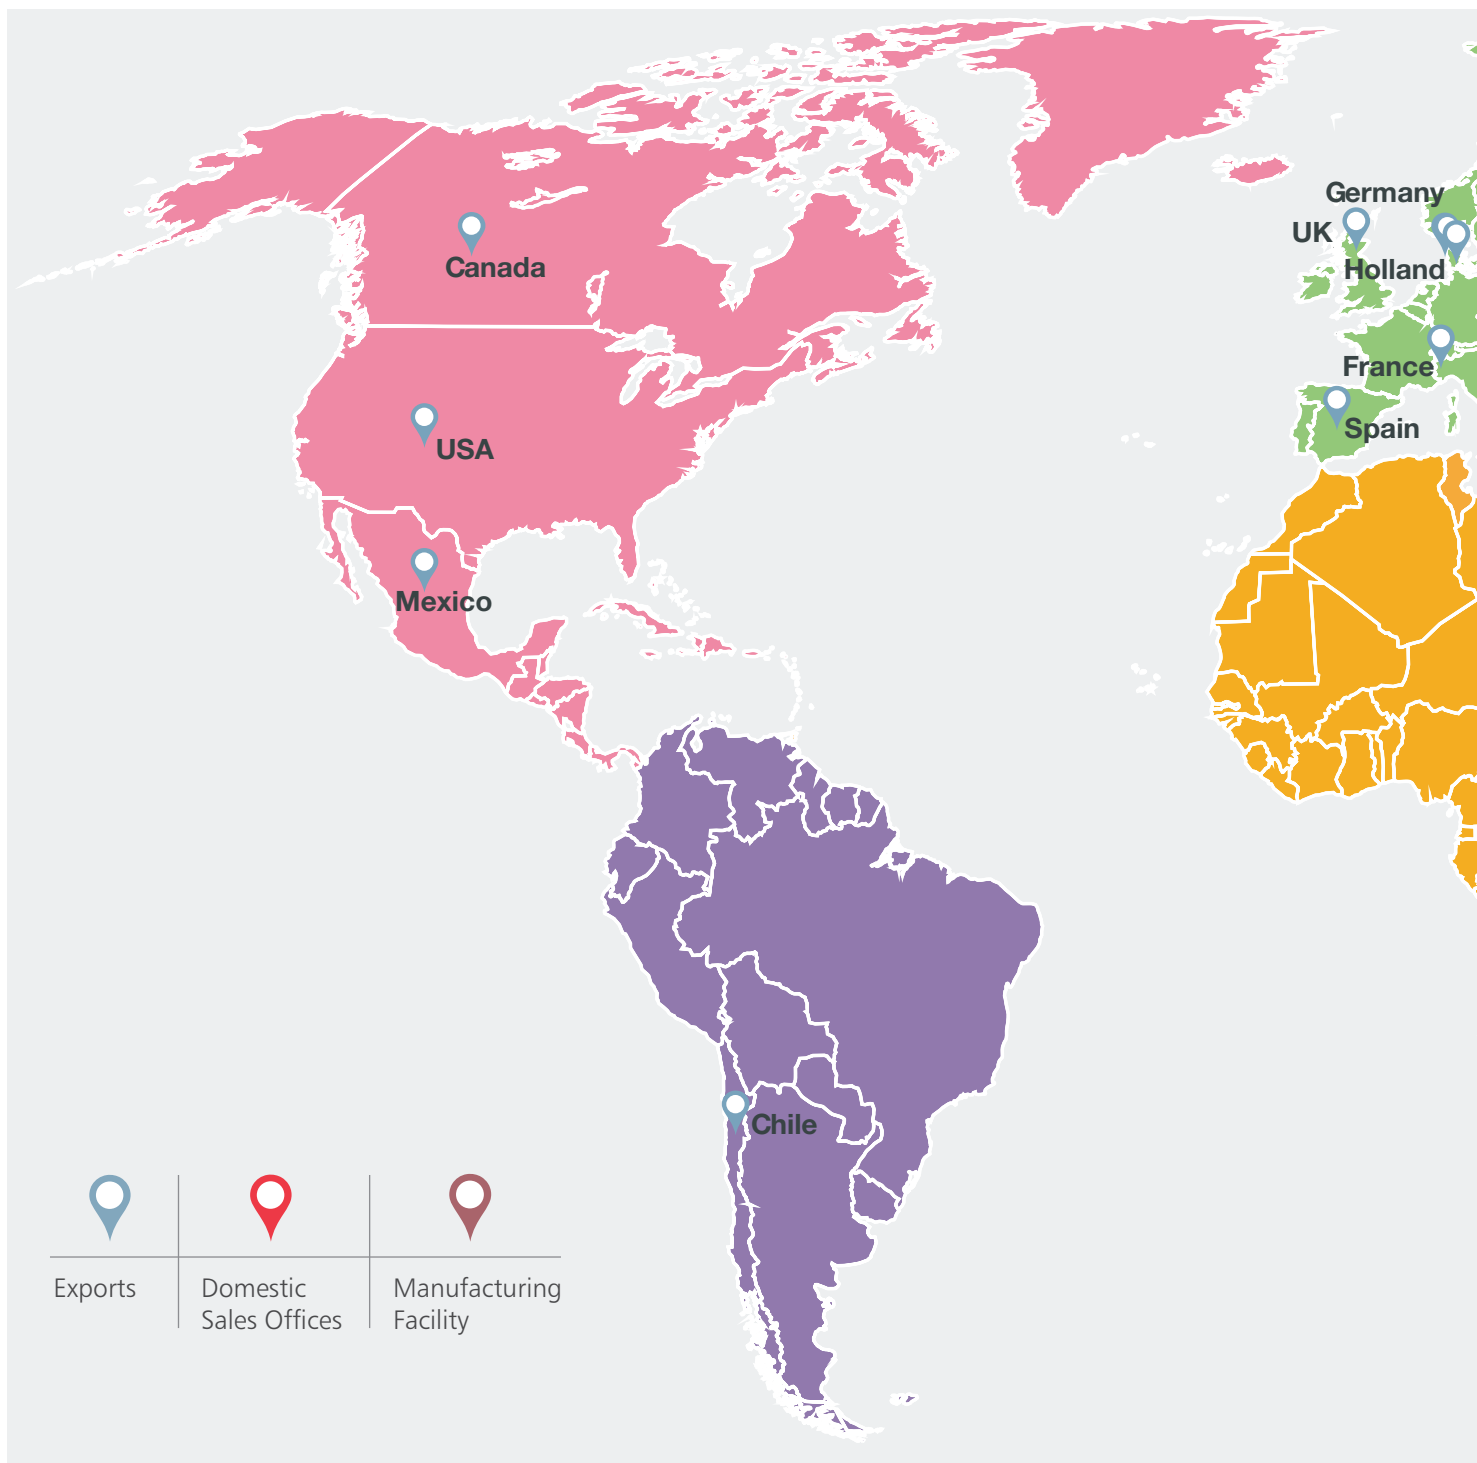 Germany
UK
Canada
Holland
France
Spain
USA
Mexico
Chile
Exports
Domestic
Sales Offices
Manufacturing
Facility